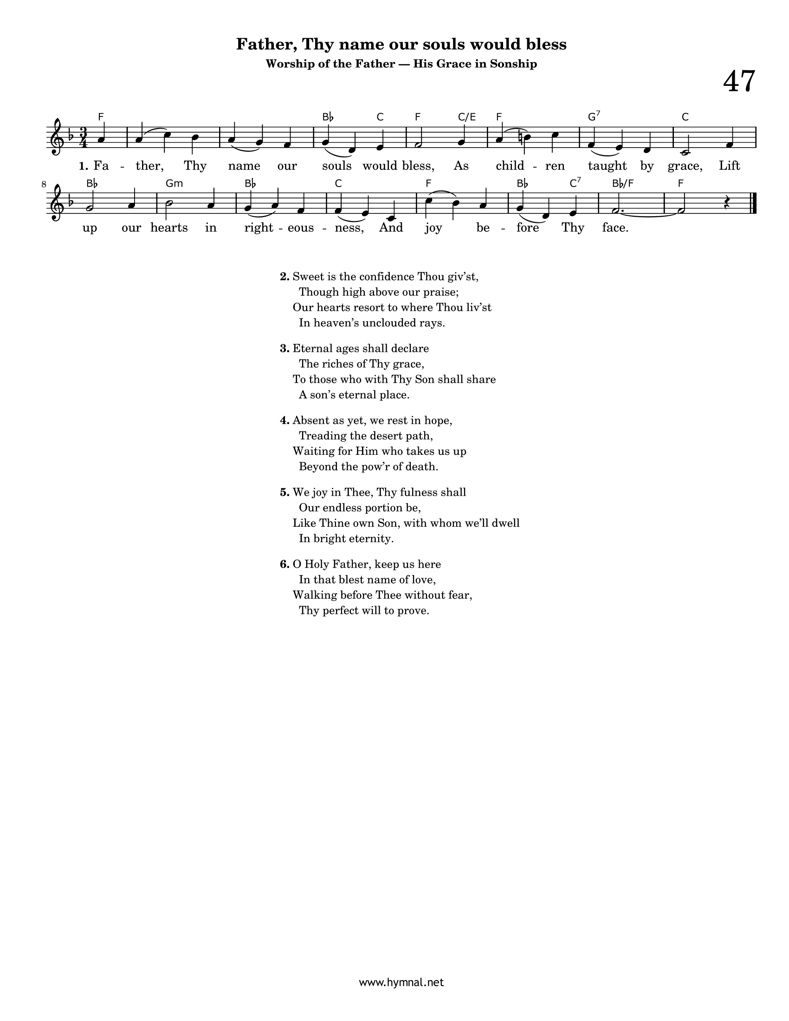 Father, Thy name our souls would bless
Worship of the Father — His Grace in Sonship
47
F B♭ C F C/E F G7 C
3 4
1. Fa - ther, Thy name our souls would bless, As child - ren taught by grace, Lift
8
B♭ Gm B♭ C F B♭ C7 B♭/F F
up our hearts in right - eous - ness, And joy be - fore Thy face.
2. Sweet is the confidence Thou giv'st,
Though high above our praise;
Our hearts resort to where Thou liv'st
In heaven's unclouded rays.
3. Eternal ages shall declare
The riches of Thy grace,
To those who with Thy Son shall share
A son's eternal place.
4. Absent as yet, we rest in hope,
Treading the desert path,
Waiting for Him who takes us up
Beyond the pow'r of death.
5. We joy in Thee, Thy fulness shall
Our endless portion be,
Like Thine own Son, with whom we'll dwell
In bright eternity.
6. O Holy Father, keep us here
In that blest name of love,
Walking before Thee without fear,
Thy perfect will to prove.
www.hymnal.net